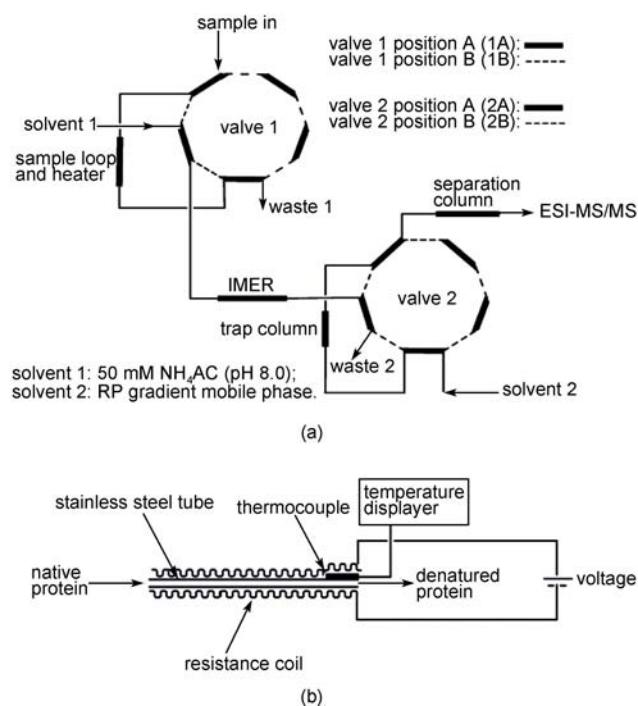 sample in
valve 1 position A (1A):
valve 1 position B (1B):
valve 2 position A (2A):
valve 2 position B (2B):
solvent 1
valve 1
sample loop
and heater
waste 1
separation
column
ESI-MS/MS
IMER
valve 2
trap column
waste 2
solvent 1: 50 mM NH₄AC (pH 8.0);
solvent 2: RP gradient mobile phase.
solvent 2
(a)
stainless steel tube
thermocouple
temperature
displayer
native
protein
denatured
protein
voltage
resistance coil
(b)